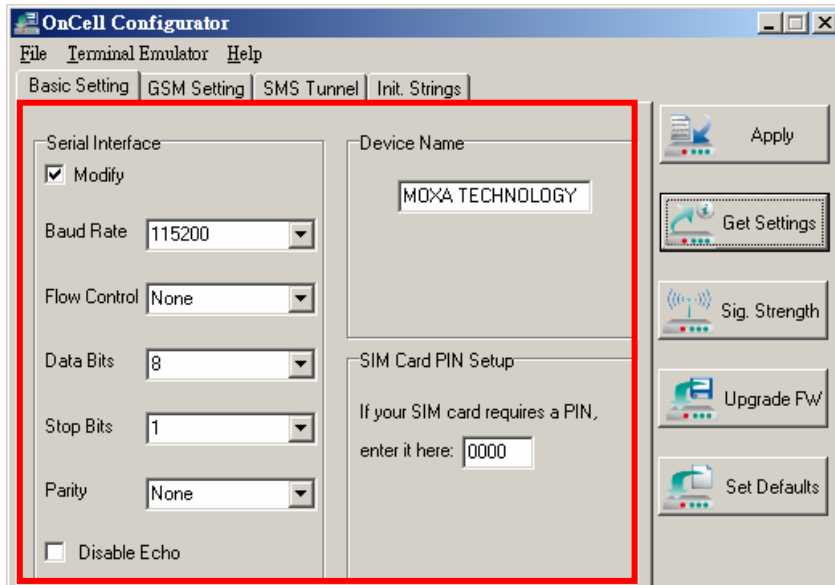 OnCell Configurator
File Terminal Emulator Help
Basic Setting GSM Setting SMS Tunnel Init. Strings
Serial Interface
Modify
Baud Rate 115200
Flow Control None
Data Bits 8
Stop Bits 1
Parity None
Disable Echo
Device Name
MOXA TECHNOLOGY
SIM Card PIN Setup
If your SIM card requires a PIN,
enter it here: 0000
Apply
Get Settings
Sig. Strength
Upgrade FW
Set Defaults